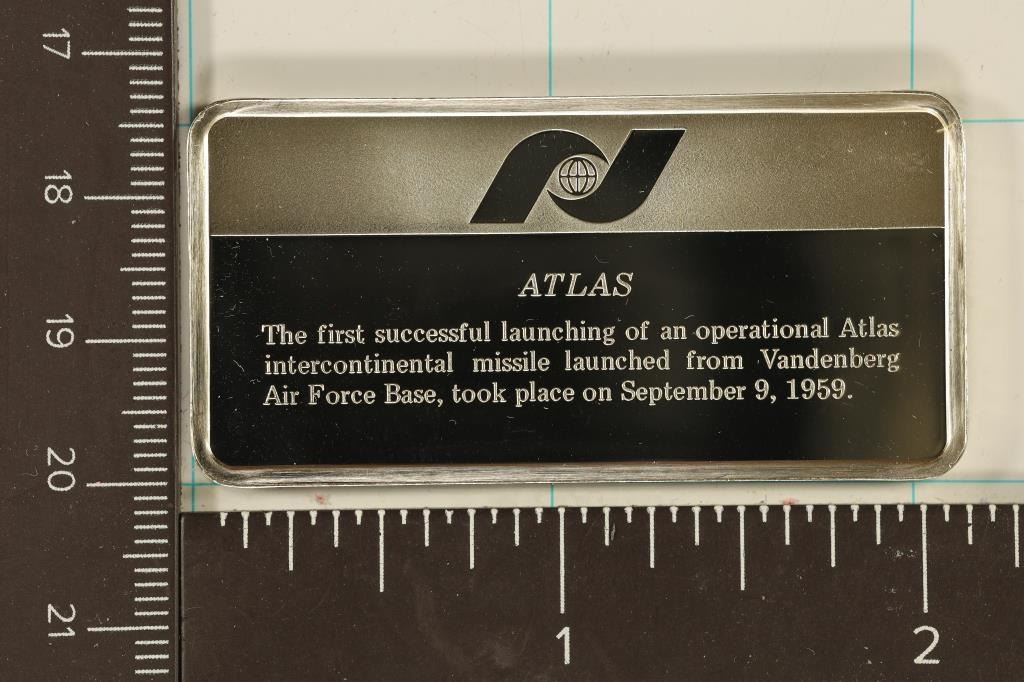 17
18
19
20
21
ATLAS
The first successful launching of an operational Atlas
intercontinental missile launched from Vandenberg
Air Force Base, took place on September 9, 1959.
1
2